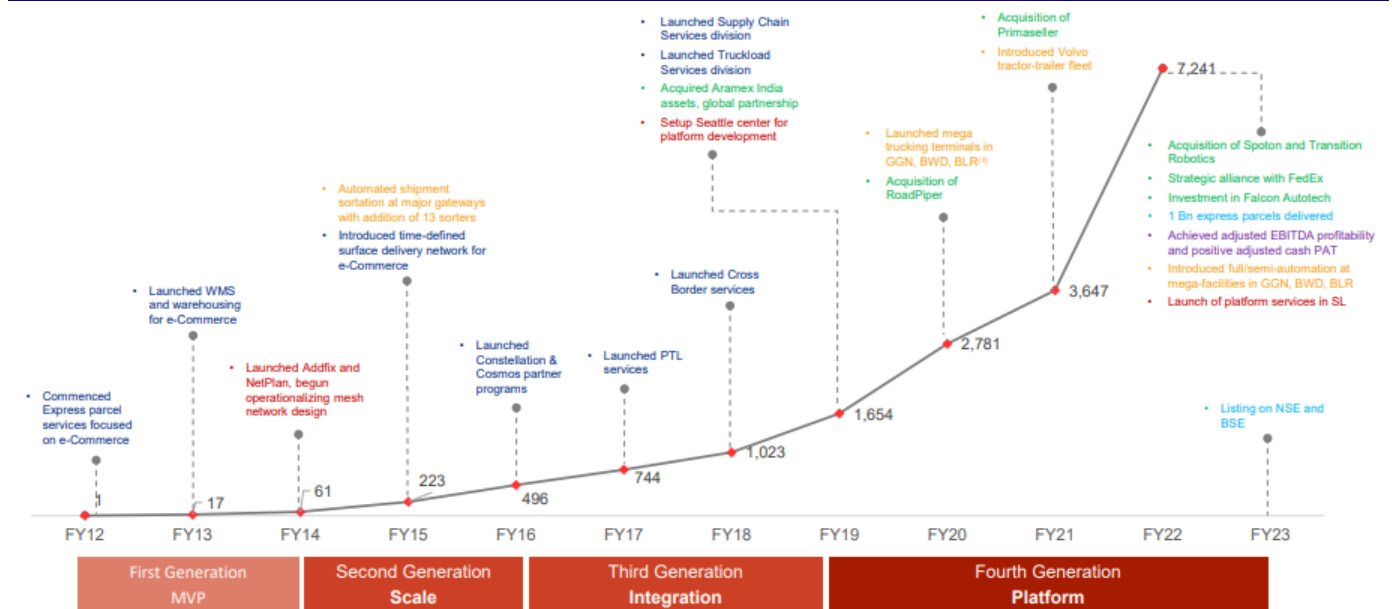 • Launched Supply Chain
Services division
• Launched Truckload
Services division
• Acquired Aramex India
assets, global partnership
• Setup Seattle center for
platform development
• Acquisition of
Primaseller
• Introduced Volvo
tractor-trailer fleet
7,241
• Launched mega
trucking terminals in
GGN, BWD, BLR(1)
• Acquisition of
RoadPiper
• Acquisition of Spoton and Transition
Robotics
• Strategic alliance with FedEx
• Investment in Falcon Autotech
• 1 Bn express parcels delivered
• Achieved adjusted EBITDA profitability
and positive adjusted cash PAT
• Introduced full/semi-automation at
mega-facilities in GGN, BWD, BLR
• Launch of platform services in SL
• Automated shipment
sortation at major gateways
with addition of 13 sorters
• Introduced time-defined
surface delivery network for
e-Commerce
• Launched Cross
Border services
• Launched WMS
and warehousing
for e-Commerce
3,647
2,781
• Launched
Constellation &
Cosmos partner
programs
• Launched PTL
services
• Launched Addfix and
NetPlan, begun
operationalizing mesh
network design
• Commenced
Express parcel
services focused
on e-Commerce
• Listing on NSE and
BSE
1
17
61
223
496
744
1,023
1,654
FY12
FY13
FY14
FY15
FY16
FY17
FY18
FY19
FY20
FY21
FY22
FY23
First Generation
MVP
Second Generation
Scale
Third Generation
Integration
Fourth Generation
Platform